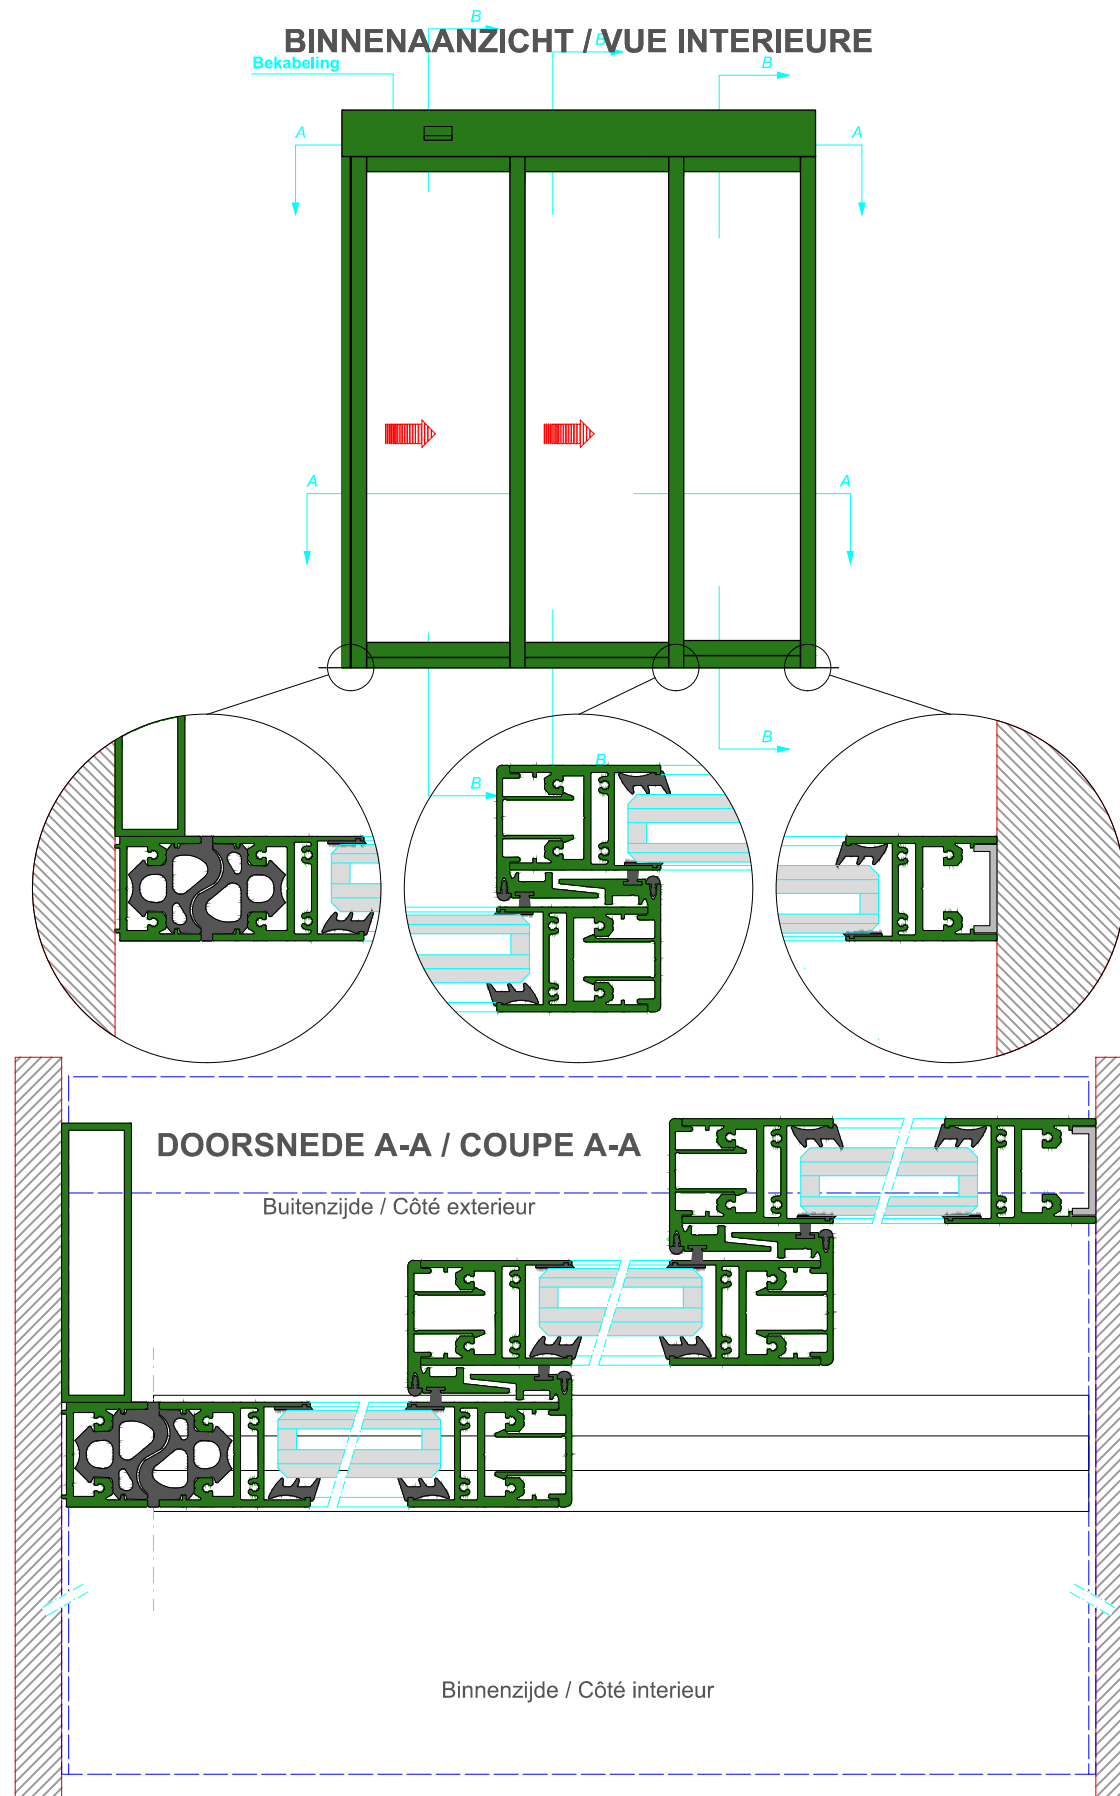 B
BINNENAANZICHT / VUE INTERIEURE
B
Bekabeling
B
A
A
A
A
B
B
B
DOORSNEDE A-A / COUPE A-A
Buitenzijde / Côté exterieur
Binnenzijde / Côté interieur